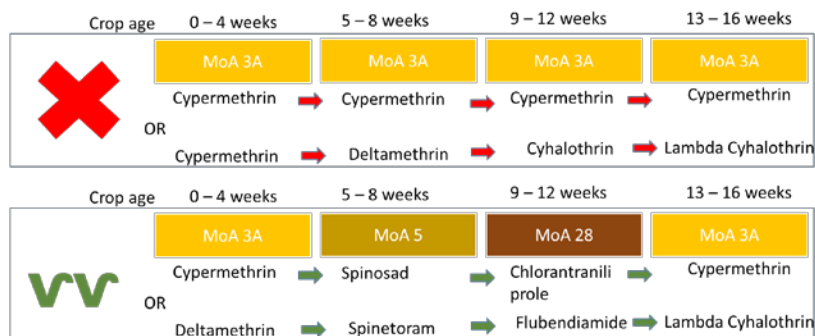 Crop age 0 – 4 weeks 5 – 8 weeks 9 – 12 weeks 13 – 16 weeks
MoA 3A MoA 3A MoA 3A MoA 3A
Cypermethrin Cypermethrin Cypermethrin Cypermethrin
OR
Cypermethrin Deltamethrin Cyhalothrin Lambda Cyhalothrin
Crop age 0 – 4 weeks 5 – 8 weeks 9 – 12 weeks 13 – 16 weeks
MoA 3A MoA 5 MoA 28 MoA 3A
Cypermethrin Spinosad Chlorantranili Cypermethrin
prole
OR
Deltamethrin Spinetoram Flubendiamide Lambda Cyhalothrin